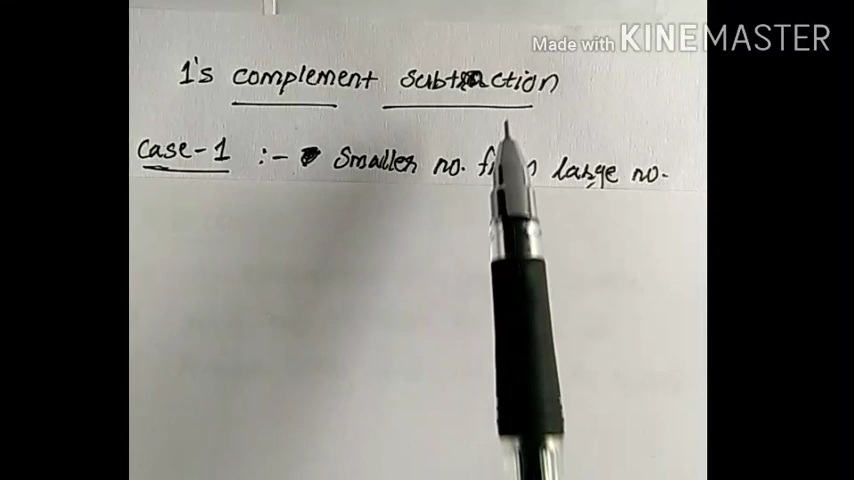 Made with KINEMASTER
1's complement subtraction
Case-1 :- Smaller no. large no.